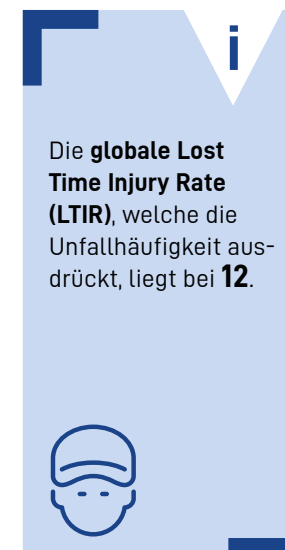 i
Die globale Lost
Time Injury Rate
(LTIR), welche die
Unfallhäufigkeit aus-
drückt, liegt bei 12.